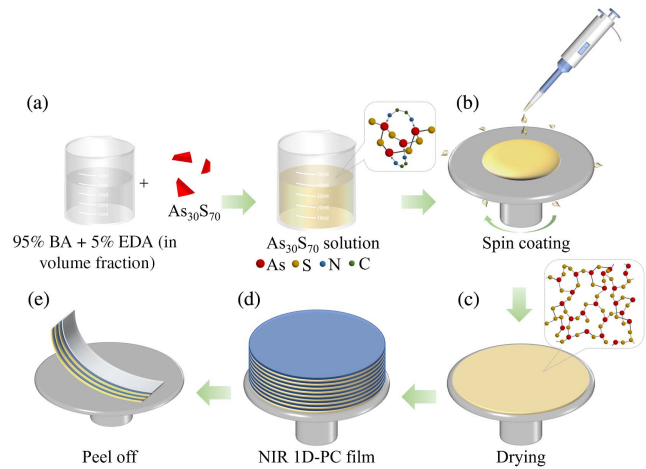 (a)
(b)
+
As₃₀S₇₀
95% BA + 5% EDA (in
volume fraction)
As₃₀S₇₀ solution
As S N C
Spin coating
(e)
(d)
(c)
Peel off
NIR 1D-PC film
Drying